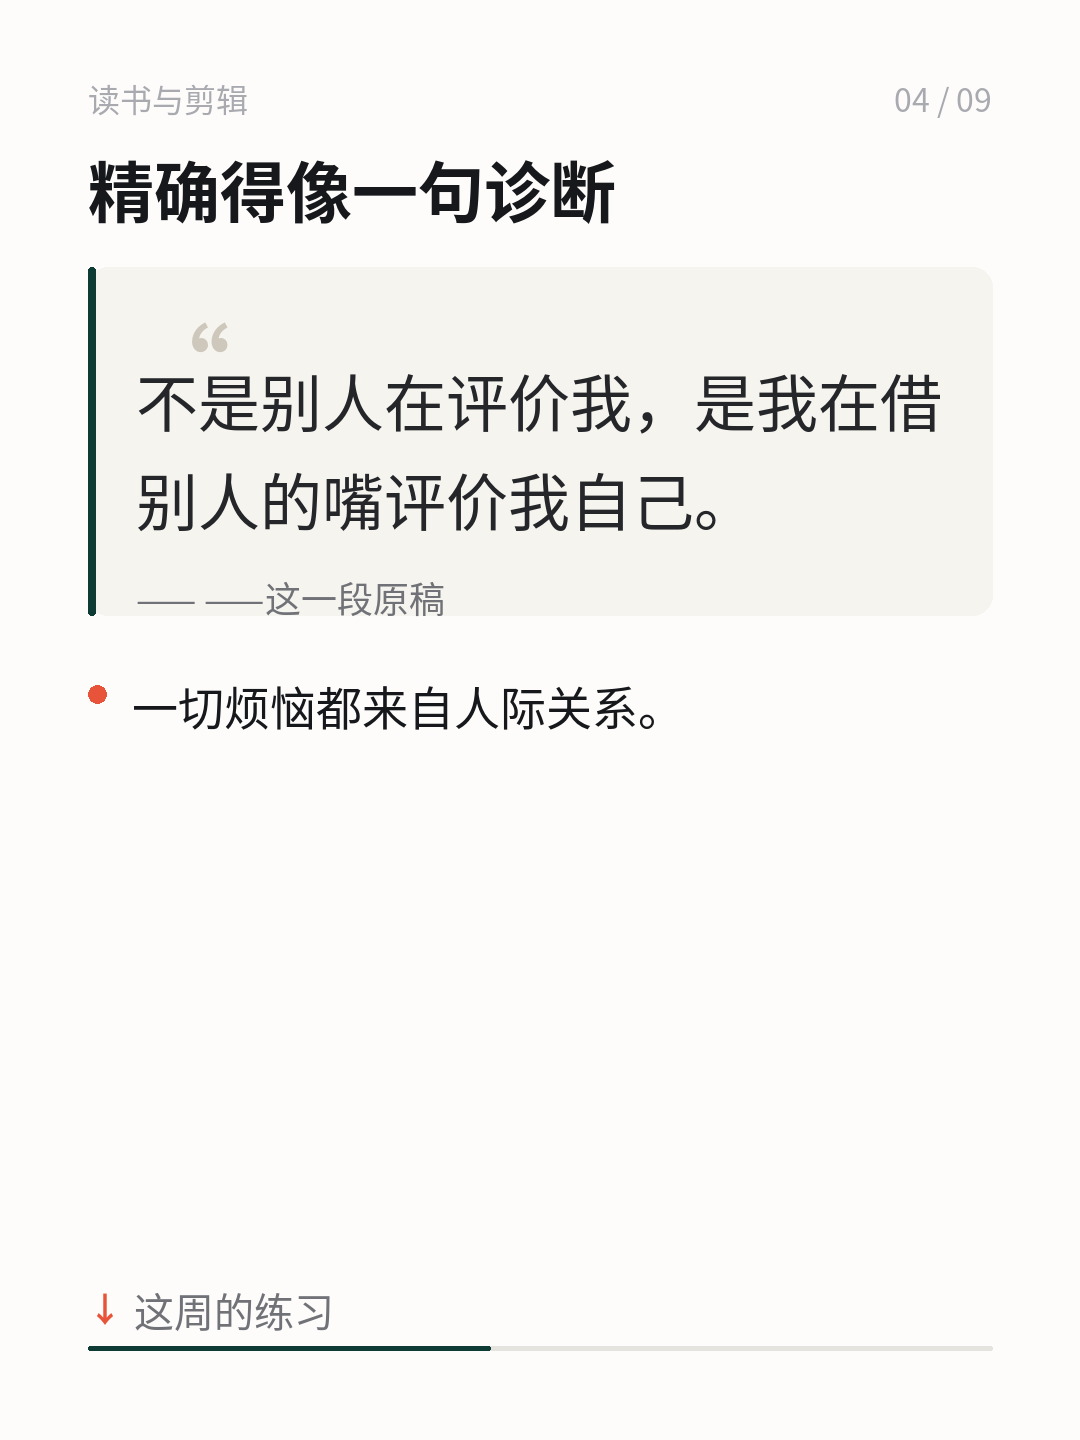 读书与剪辑
04 / 09
精确得像一句诊断
“
不是别人在评价我，是我在借
别人的嘴评价我自己。
—— ——这一段原稿
一切烦恼都来自人际关系。
↓ 这周的练习